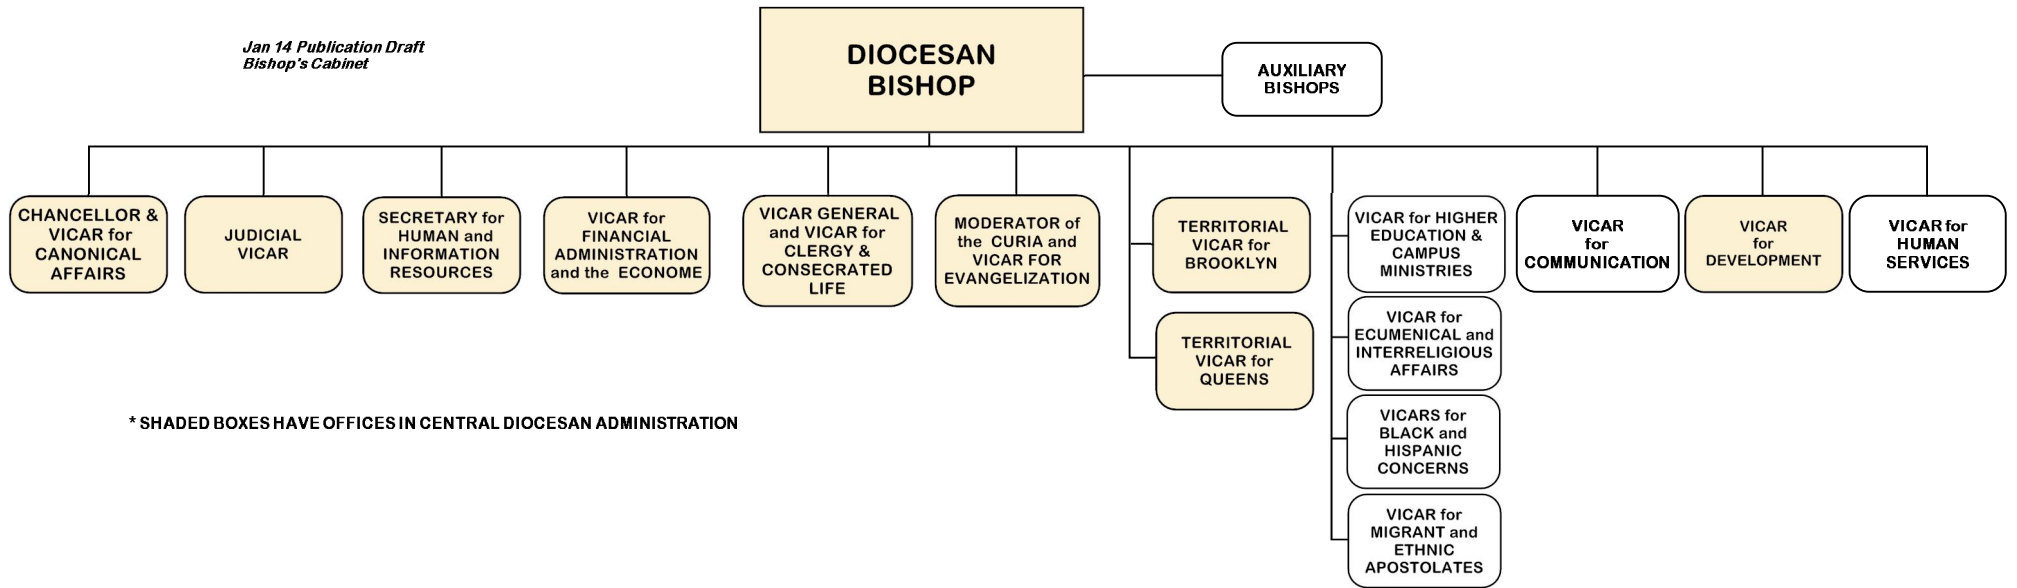 Jan 14 Publication Draft
Bishop's Cabinet
DIOCESAN
BISHOP
AUXILIARY
BISHOPS
CHANCELLOR &
VICAR for
CANONICAL
AFFAIRS
JUDICIAL
VICAR
SECRETARY for
HUMAN and
INFORMATION
RESOURCES
VICAR for
FINANCIAL
ADMINISTRATION
and the ECONOME
VICAR GENERAL
and VICAR for
CLERGY &
CONSECRATED
LIFE
MODERATOR of
the CURIA and
VICAR FOR
EVANGELIZATION
TERRITORIAL
VICAR for
BROOKLYN
TERRITORIAL
VICAR for
QUEENS
VICAR for HIGHER
EDUCATION &
CAMPUS
MINISTRIES
VICAR for
ECUMENICAL and
INTERRELIGIOUS
AFFAIRS
VICARS for
BLACK and
HISPANIC
CONCERNS
VICAR for
MIGRANT and
ETHNIC
APOSTOLATES
VICAR
for
COMMUNICATION
VICAR
for
DEVELOPMENT
VICAR for
HUMAN
SERVICES
* SHADED BOXES HAVE OFFICES IN CENTRAL DIOCESAN ADMINISTRATION